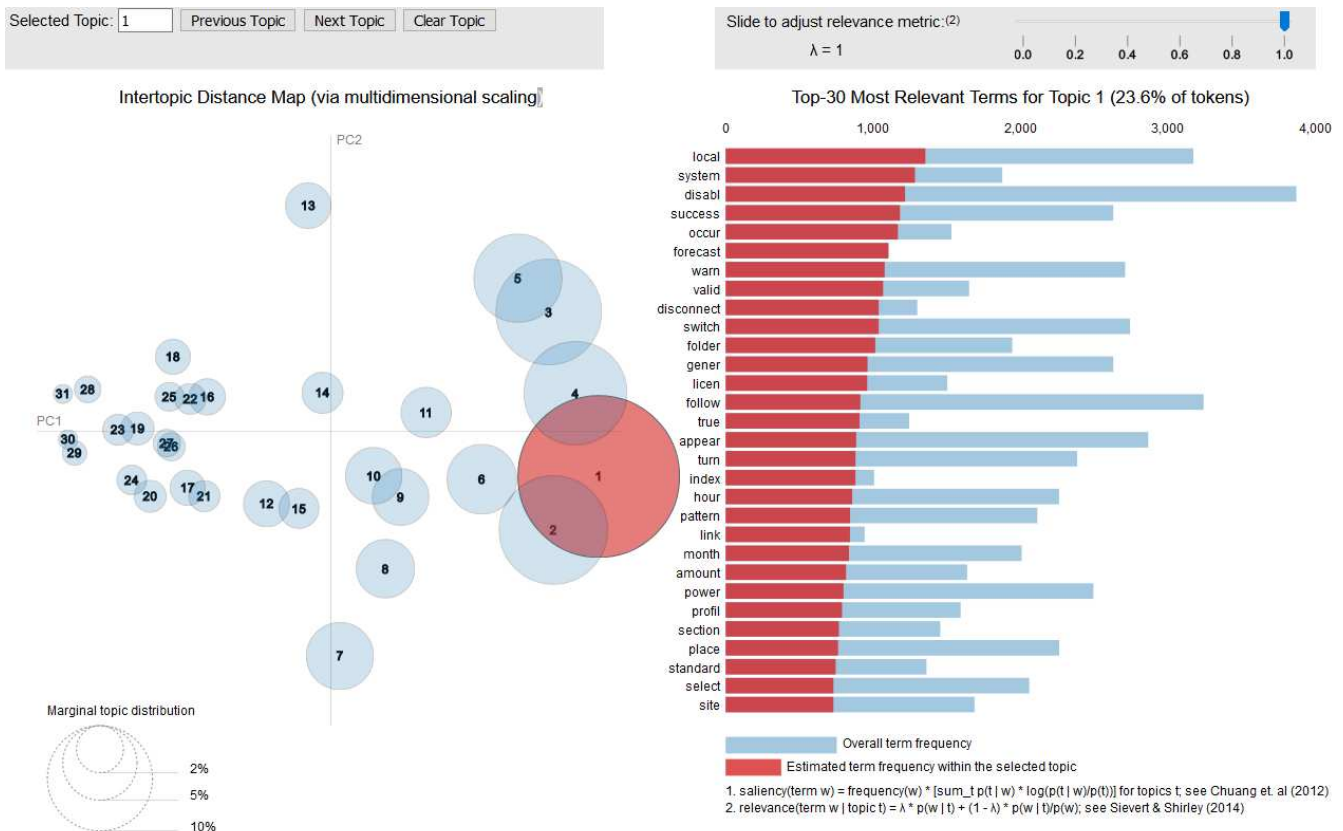 Selected Topic: 1 Previous Topic Next Topic Clear Topic
Slide to adjust relevance metric:(2)
λ = 1
0.0 0.2 0.4 0.6 0.8 1.0
Intertopic Distance Map (via multidimensional scaling)
PC2
PC1
13
5
3
18
31
28
25
22
16
14
4
11
23
19
30
29
27
26
24
20
17
21
12
15
10
9
6
1
2
8
7
Marginal topic distribution
2%
5%
10%
Top-30 Most Relevant Terms for Topic 1 (23.6% of tokens)
0 1,000 2,000 3,000 4,000
local
system
disabl
success
occur
forecast
warn
valid
disconnect
switch
folder
gener
licen
follow
true
appear
turn
index
hour
pattern
link
month
amount
power
profil
section
place
standard
select
site
Overall term frequency
Estimated term frequency within the selected topic
1. saliency(term w) = frequency(w) * [sum_t p(t | w) * log(p(t | w)/p(t))] for topics t; see Chuang et. al (2012)
2. relevance(term w | topic t) = λ * p(w | t) + (1 - λ) * p(w | t)/p(w); see Sievert & Shirley (2014)